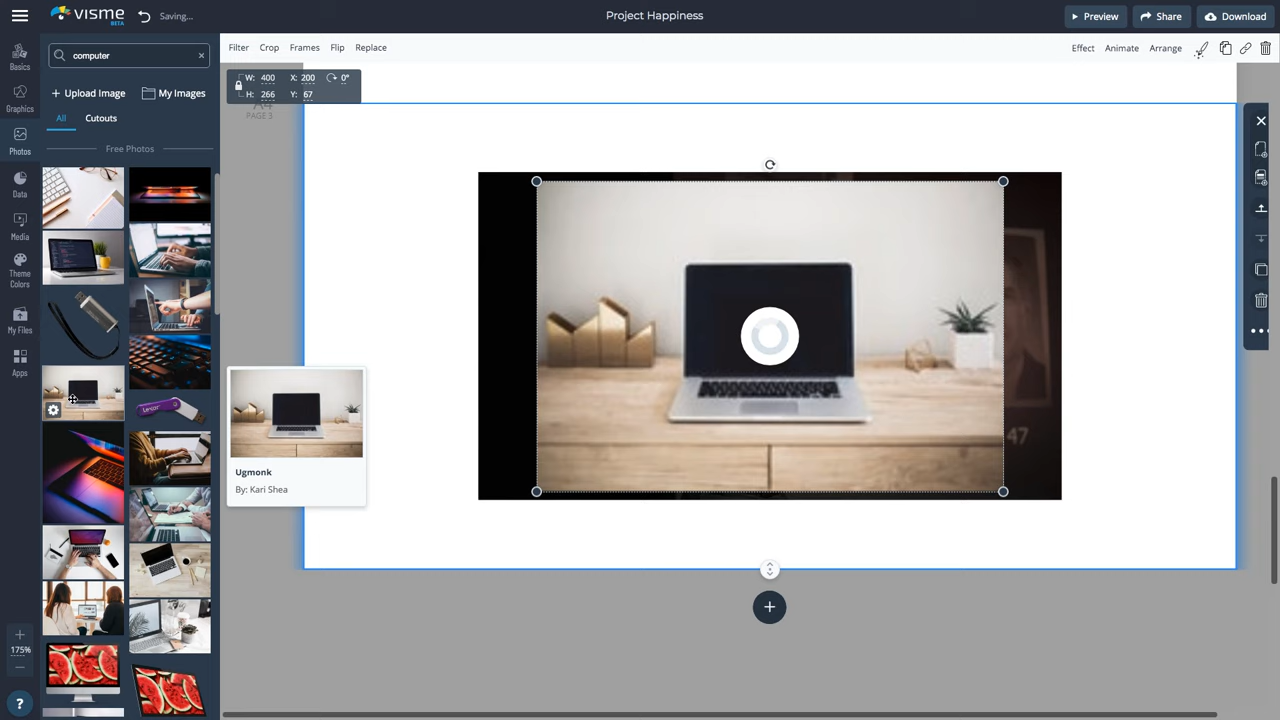 visme
BETA
Saving...
Project Happiness
Preview
Share
Download
Basics
Graphics
Photos
Data
Media
Theme
Colors
My Files
Apps
175%
?
computer
Upload Image
My Images
All
Cutouts
Free Photos
Filter
Crop
Frames
Flip
Replace
Effect
Animate
Arrange
W: 400
X: 200
0°
H: 266
Y: 67
A4
PAGE 3
47
Ugmonk
By: Kari Shea